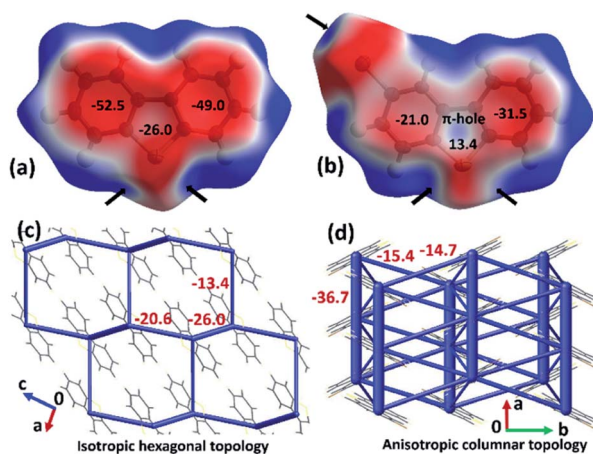 -52.5
-49.0
-26.0
(a)
-21.0
π-hole
-31.5
13.4
(b)
(c)
-13.4
-20.6
-26.0
c
0
a
Isotropic hexagonal topology
(d)
-15.4
-14.7
-36.7
a
0
b
Anisotropic columnar topology